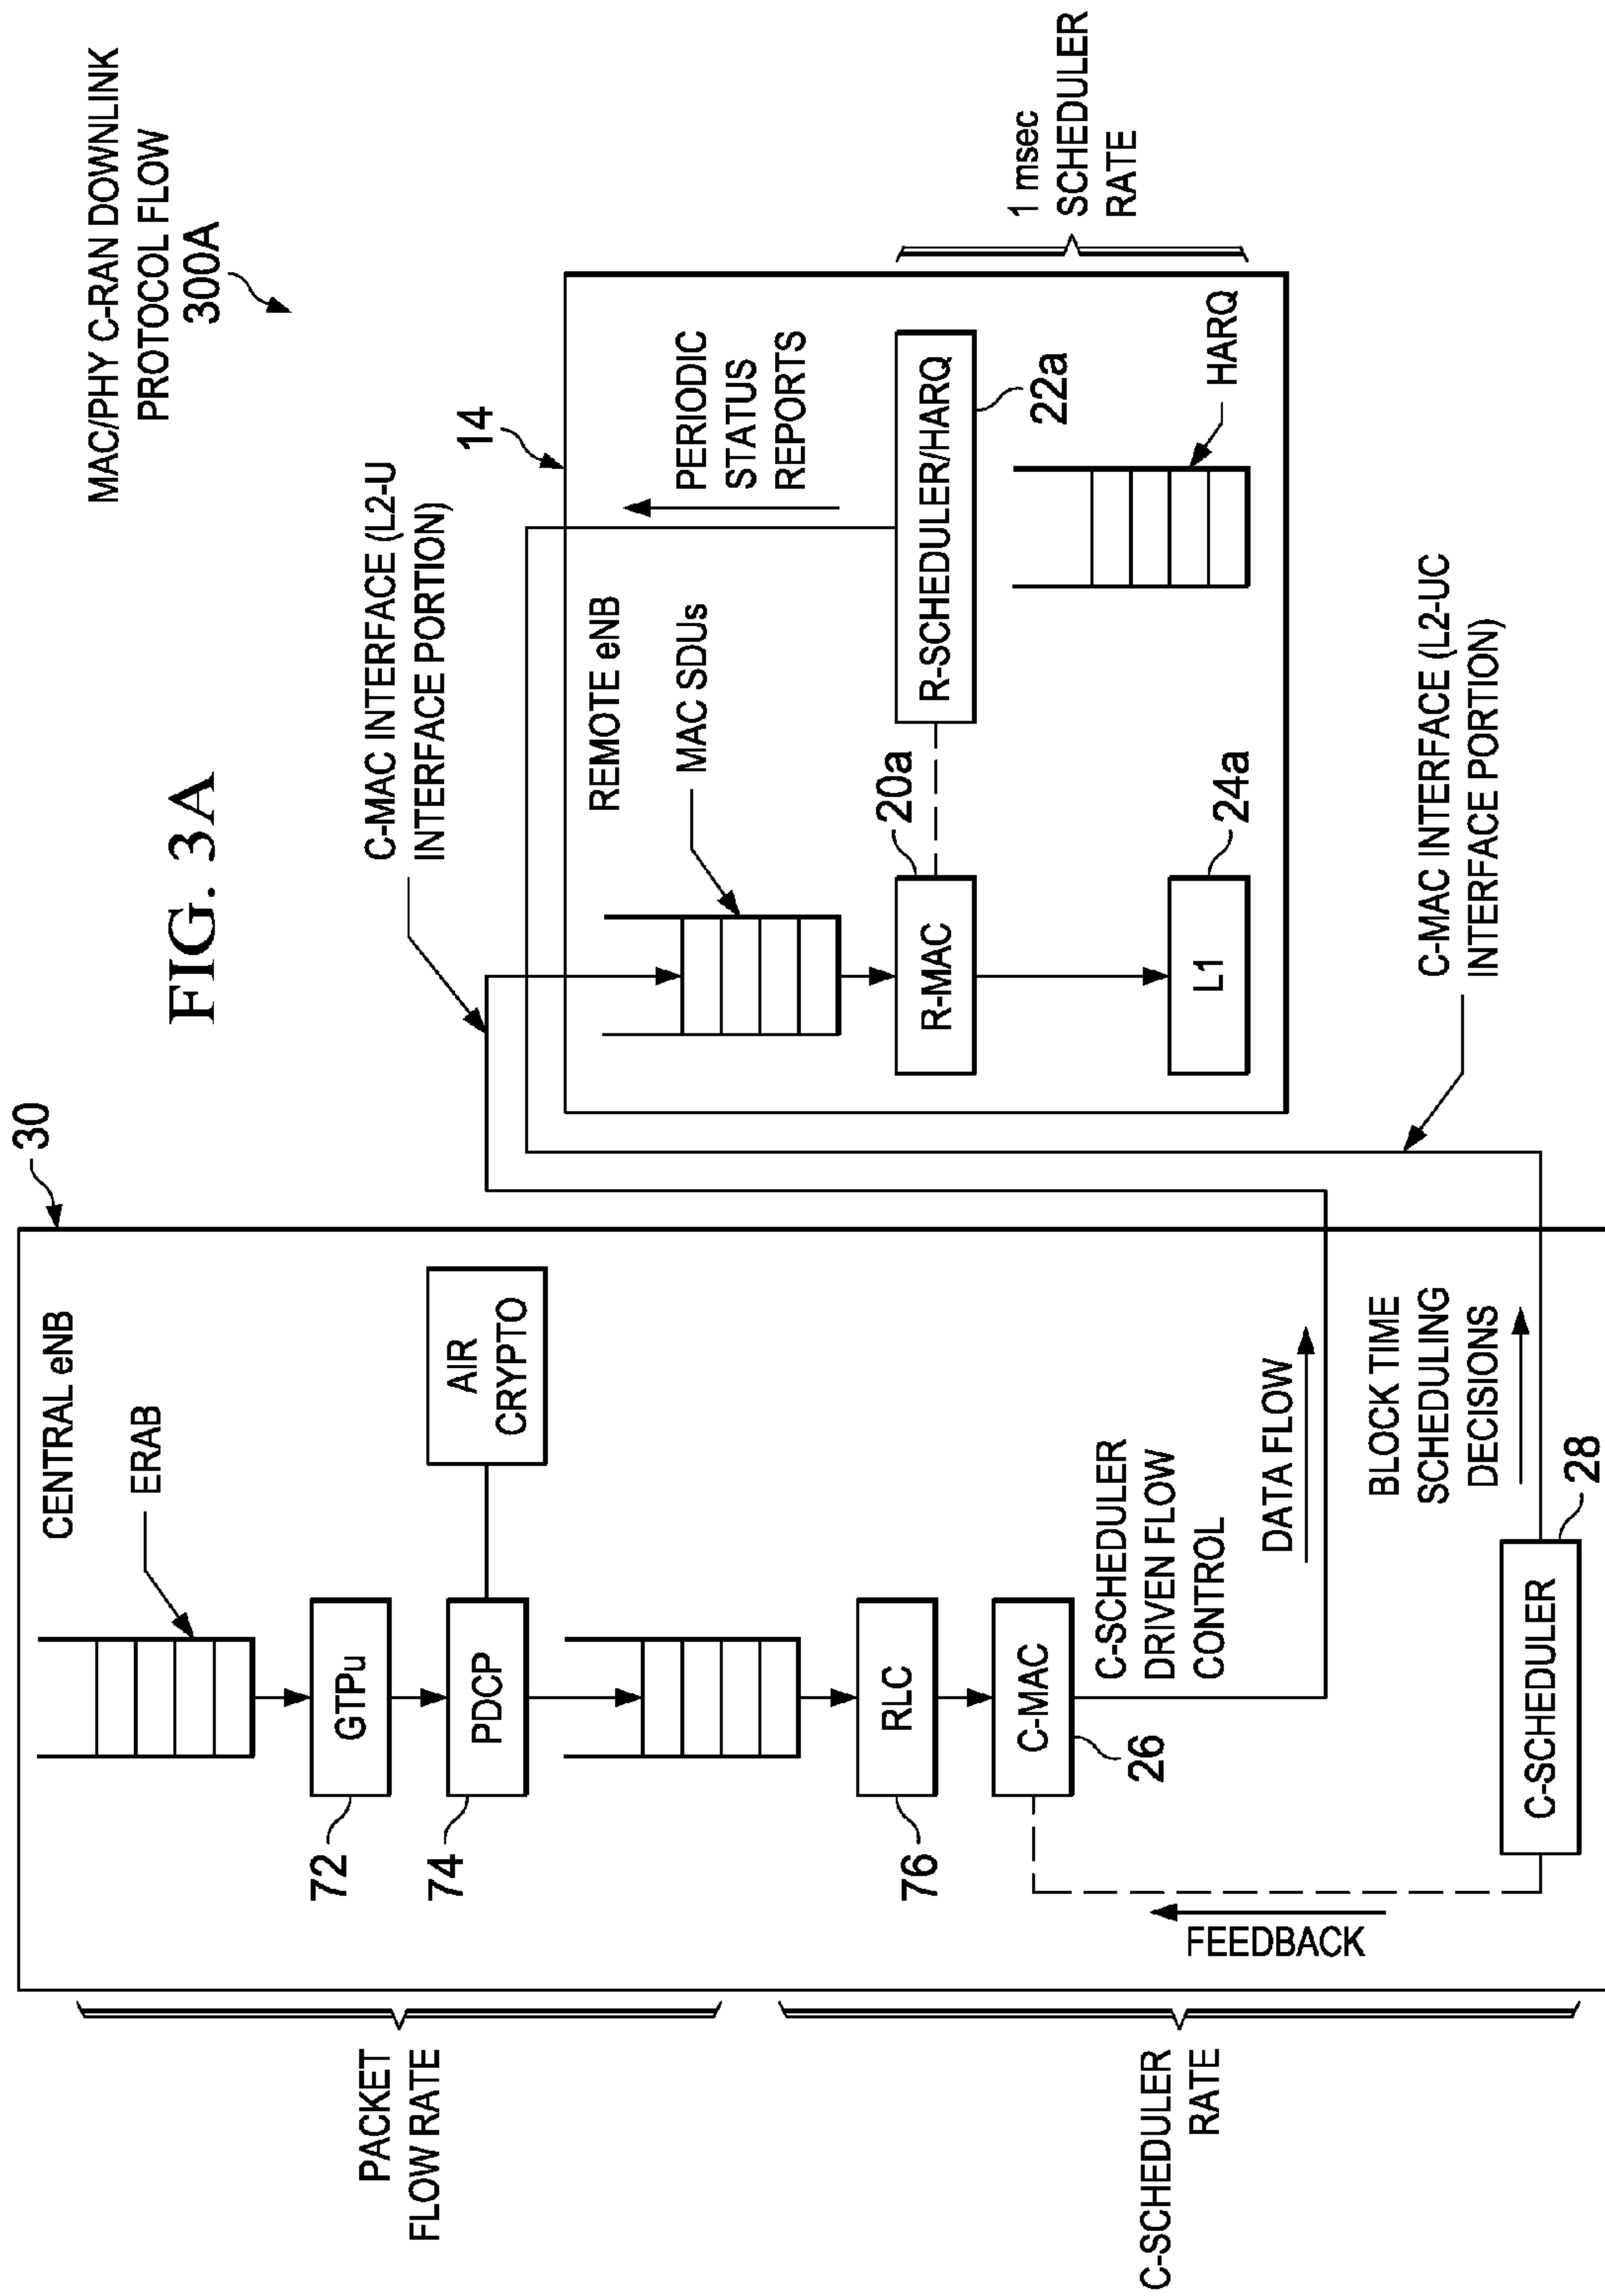 FIG. 3A
MAC/PHY C-RAN DOWNLINK
PROTOCOL FLOW
300A
30
CENTRAL eNB
ERAB
GTPu
72
PDCP
74
AIR
CRYPTO
RLC
76
C-MAC
26
C-SCHEDULER
DRIVEN FLOW
CONTROL
DATA FLOW
FEEDBACK
BLOCK TIME
SCHEDULING
DECISIONS
C-SCHEDULER
28
PACKET
FLOW RATE
C-SCHEDULER
RATE
C-MAC INTERFACE (L2-U
INTERFACE PORTION)
14
REMOTE eNB
MAC SDUs
PERIODIC
STATUS
REPORTS
R-MAC
20a
R-SCHEDULER/HARQ
22a
L1
24a
HARQ
1 msec
SCHEDULER
RATE
C-MAC INTERFACE (L2-UC
INTERFACE PORTION)